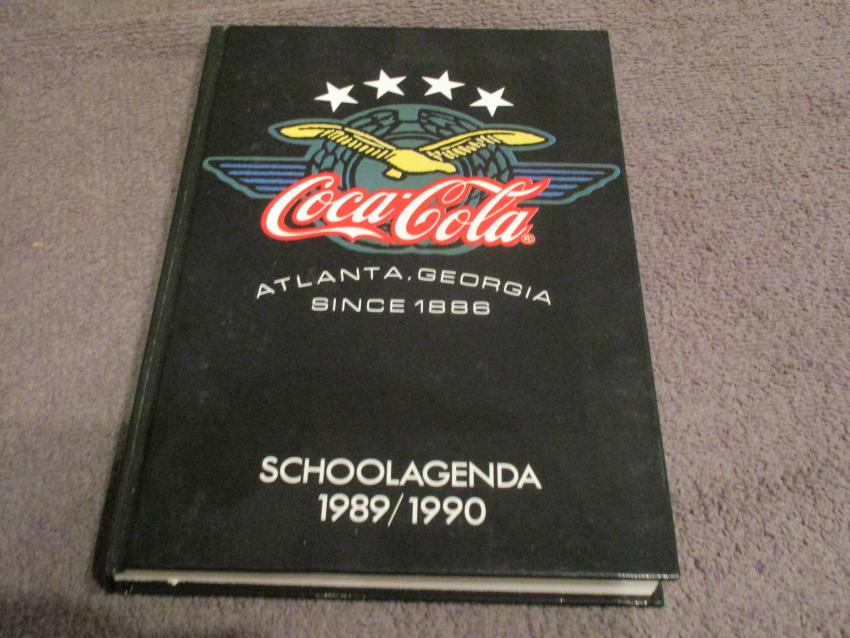 Coca-Cola ®
ATLANTA, GEORGIA
SINCE 1886
SCHOOLAGENDA
1989/1990